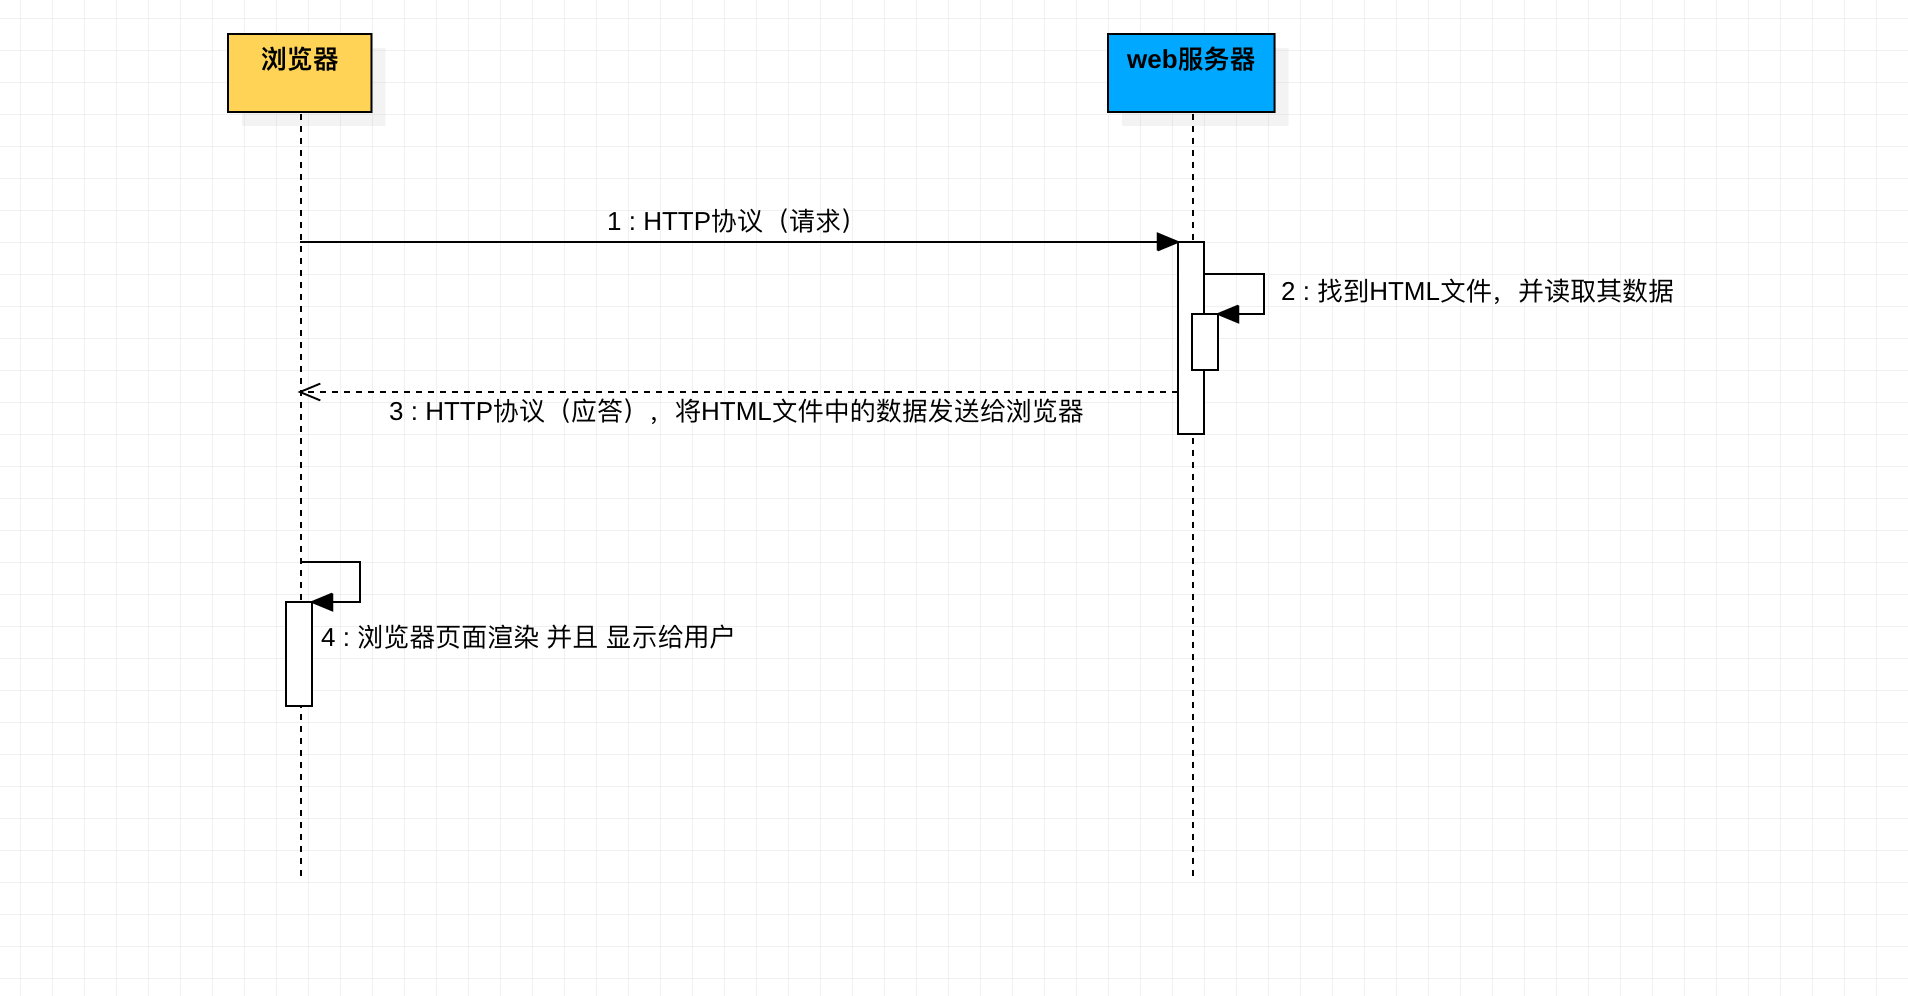 浏览器
web服务器
1 : HTTP协议（请求）
2 : 找到HTML文件，并读取其数据
3 : HTTP协议（应答），将HTML文件中的数据发送给浏览器
4 : 浏览器页面渲染 并且 显示给用户